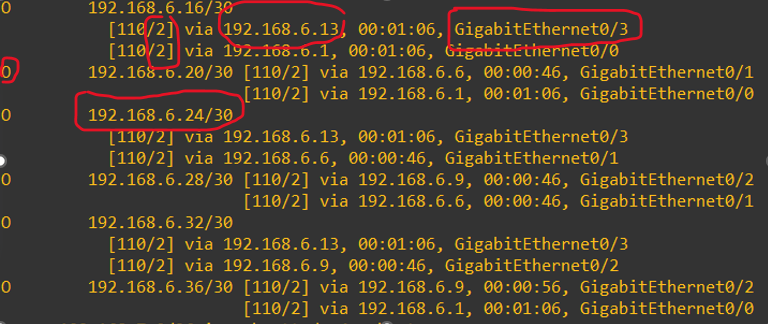 O 192.168.6.16/30
[110/2] via 192.168.6.13, 00:01:06, GigabitEthernet0/3
[110/2] via 192.168.6.1, 00:01:06, GigabitEthernet0/0
O 192.168.6.20/30 [110/2] via 192.168.6.6, 00:00:46, GigabitEthernet0/1
[110/2] via 192.168.6.1, 00:01:06, GigabitEthernet0/0
O 192.168.6.24/30
[110/2] via 192.168.6.13, 00:01:06, GigabitEthernet0/3
[110/2] via 192.168.6.6, 00:00:46, GigabitEthernet0/1
O 192.168.6.28/30 [110/2] via 192.168.6.9, 00:00:46, GigabitEthernet0/2
[110/2] via 192.168.6.6, 00:00:46, GigabitEthernet0/1
O 192.168.6.32/30
[110/2] via 192.168.6.13, 00:01:06, GigabitEthernet0/3
[110/2] via 192.168.6.9, 00:00:46, GigabitEthernet0/2
O 192.168.6.36/30 [110/2] via 192.168.6.9, 00:00:56, GigabitEthernet0/2
[110/2] via 192.168.6.1, 00:01:06, GigabitEthernet0/0